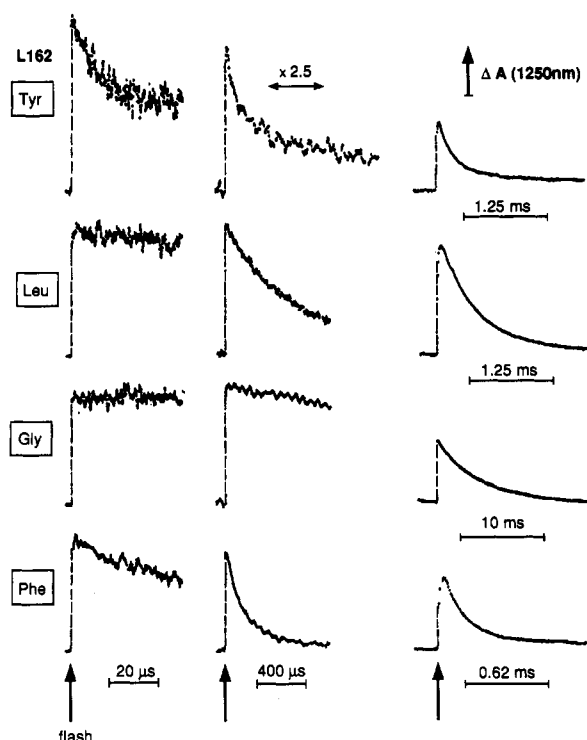 L162
Tyr
x 2.5
Δ A (1250nm)
1.25 ms
Leu
1.25 ms
Gly
10 ms
Phe
20 µs
400 µs
0.62 ms
flash